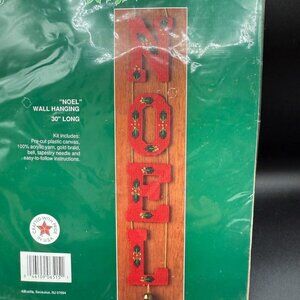 NOEL
"NOEL"
WALL HANGING
30" LONG
Kit includes:
Pre-cut plastic canvas,
100% acrylic yarn, gold braid,
bell, tapestry needle and
easy-to-follow instructions.